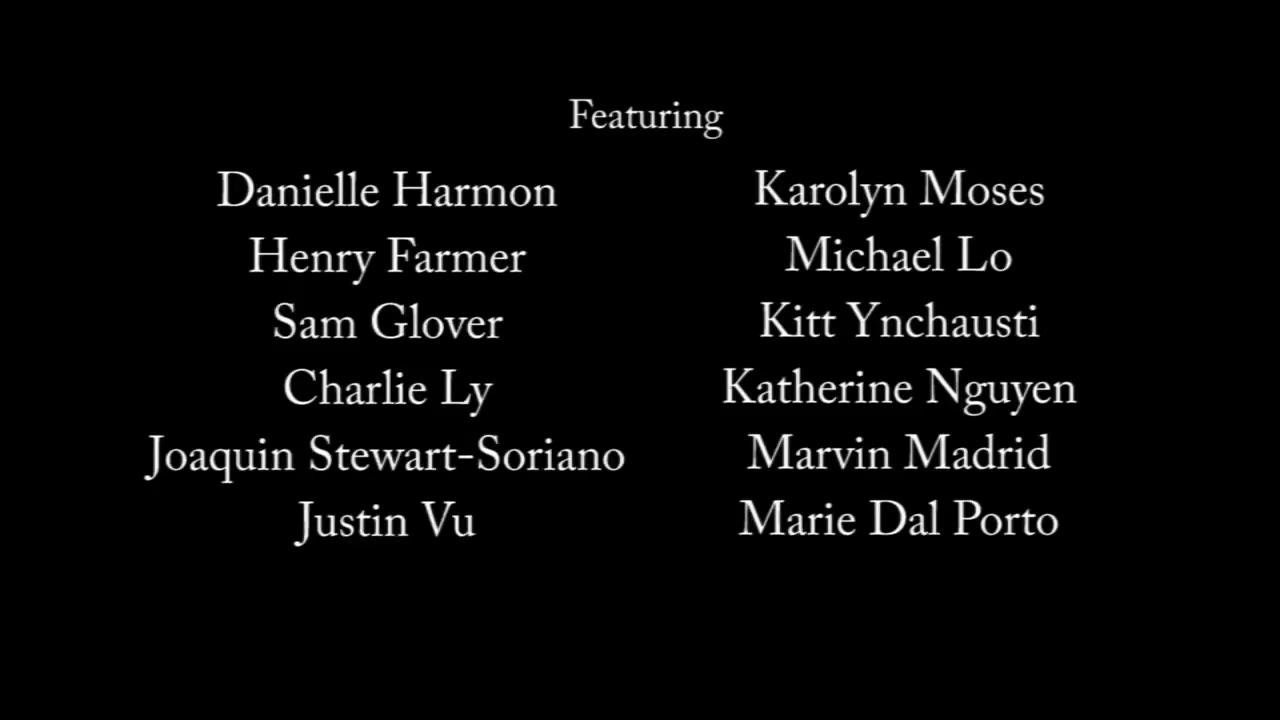 Featuring
Danielle Harmon
Henry Farmer
Sam Glover
Charlie Ly
Joaquin Stewart-Soriano
Justin Vu
Karolyn Moses
Michael Lo
Kitt Ynchausti
Katherine Nguyen
Marvin Madrid
Marie Dal Porto